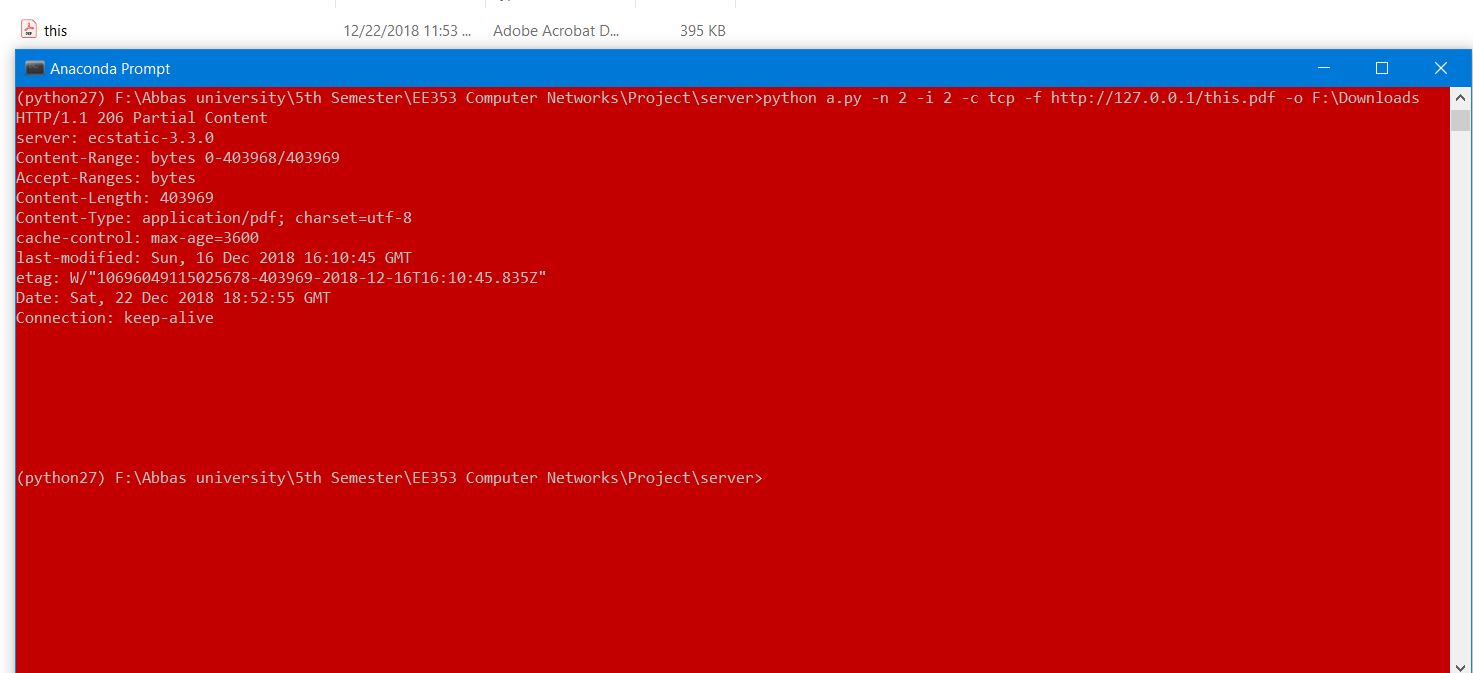 this 12/22/2018 11:53 ... Adobe Acrobat D... 395 KB
Anaconda Prompt
(python27) F:\Abbas university\5th Semester\EE353 Computer Networks\Project\server>python a.py -n 2 -i 2 -c tcp -f http://127.0.0.1/this.pdf -o F:\Downloads
HTTP/1.1 206 Partial Content
server: ecstatic-3.3.0
Content-Range: bytes 0-403968/403969
Accept-Ranges: bytes
Content-Length: 403969
Content-Type: application/pdf; charset=utf-8
cache-control: max-age=3600
last-modified: Sun, 16 Dec 2018 16:10:45 GMT
etag: W/"10696049115025678-403969-2018-12-16T16:10:45.835Z"
Date: Sat, 22 Dec 2018 18:52:55 GMT
Connection: keep-alive
(python27) F:\Abbas university\5th Semester\EE353 Computer Networks\Project\server>